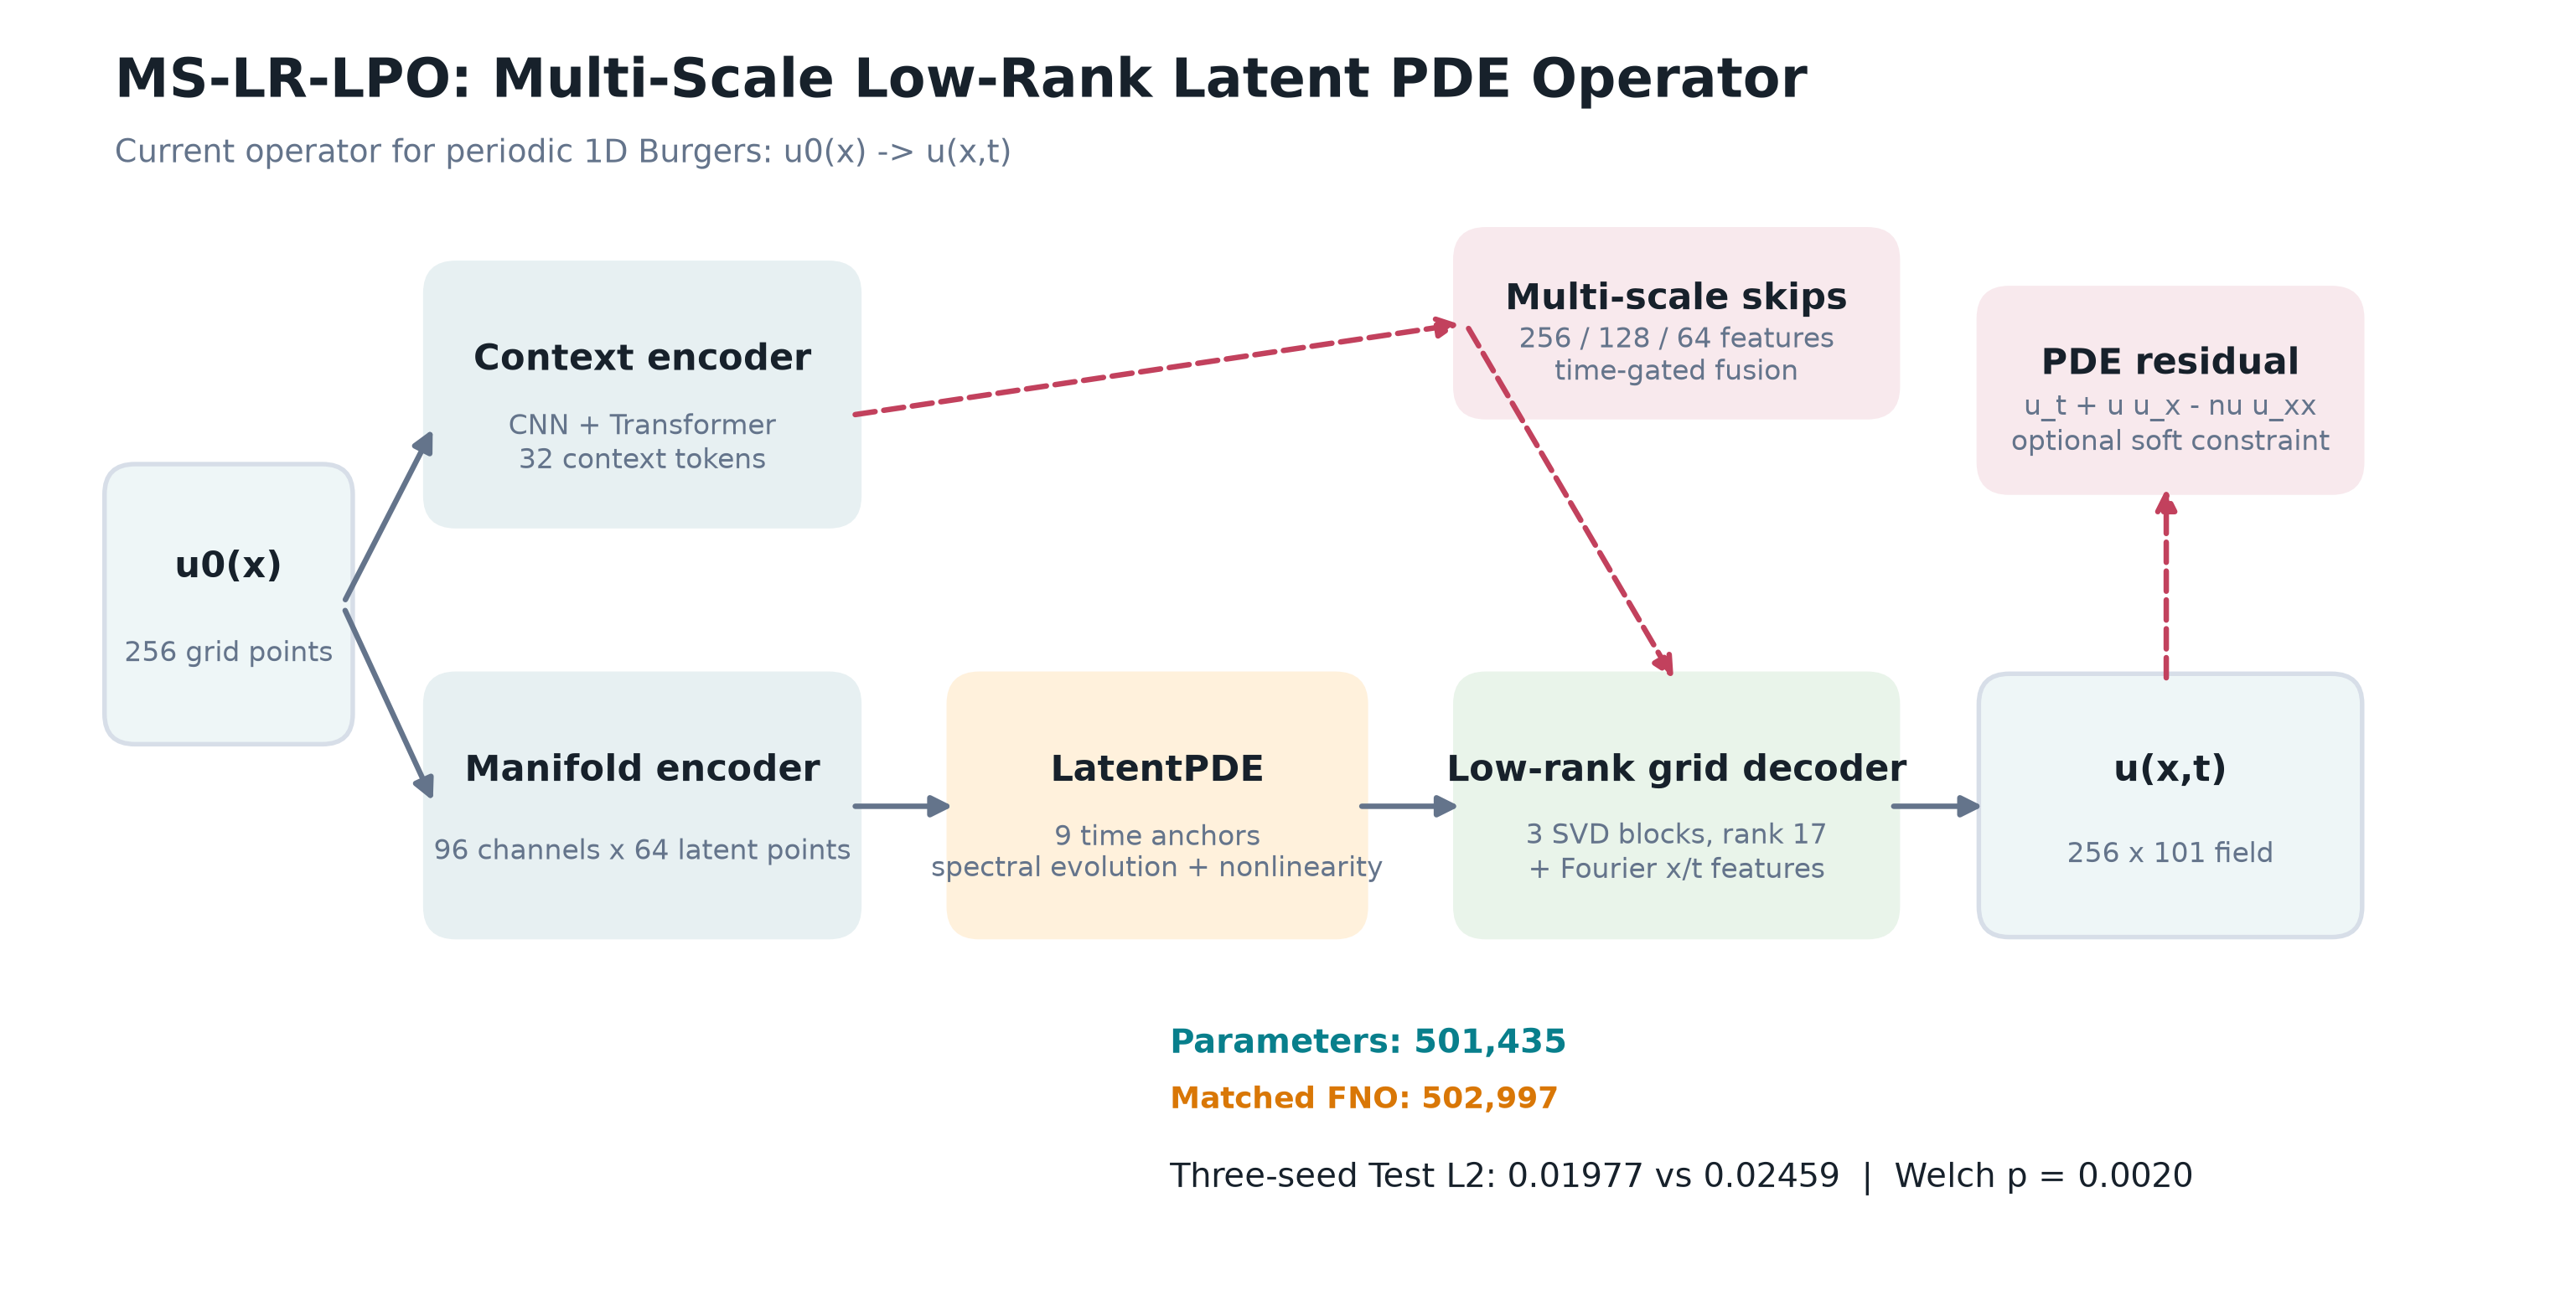 MS-LR-LPO: Multi-Scale Low-Rank Latent PDE Operator
Current operator for periodic 1D Burgers: u0(x) -> u(x,t)
u0(x)
256 grid points
Context encoder
CNN + Transformer
32 context tokens
Multi-scale skips
256 / 128 / 64 features
time-gated fusion
PDE residual
u_t + u u_x - nu u_xx
optional soft constraint
Manifold encoder
96 channels x 64 latent points
LatentPDE
9 time anchors
spectral evolution + nonlinearity
Low-rank grid decoder
3 SVD blocks, rank 17
+ Fourier x/t features
u(x,t)
256 x 101 field
Parameters: 501,435
Matched FNO: 502,997
Three-seed Test L2: 0.01977 vs 0.02459 | Welch p = 0.0020